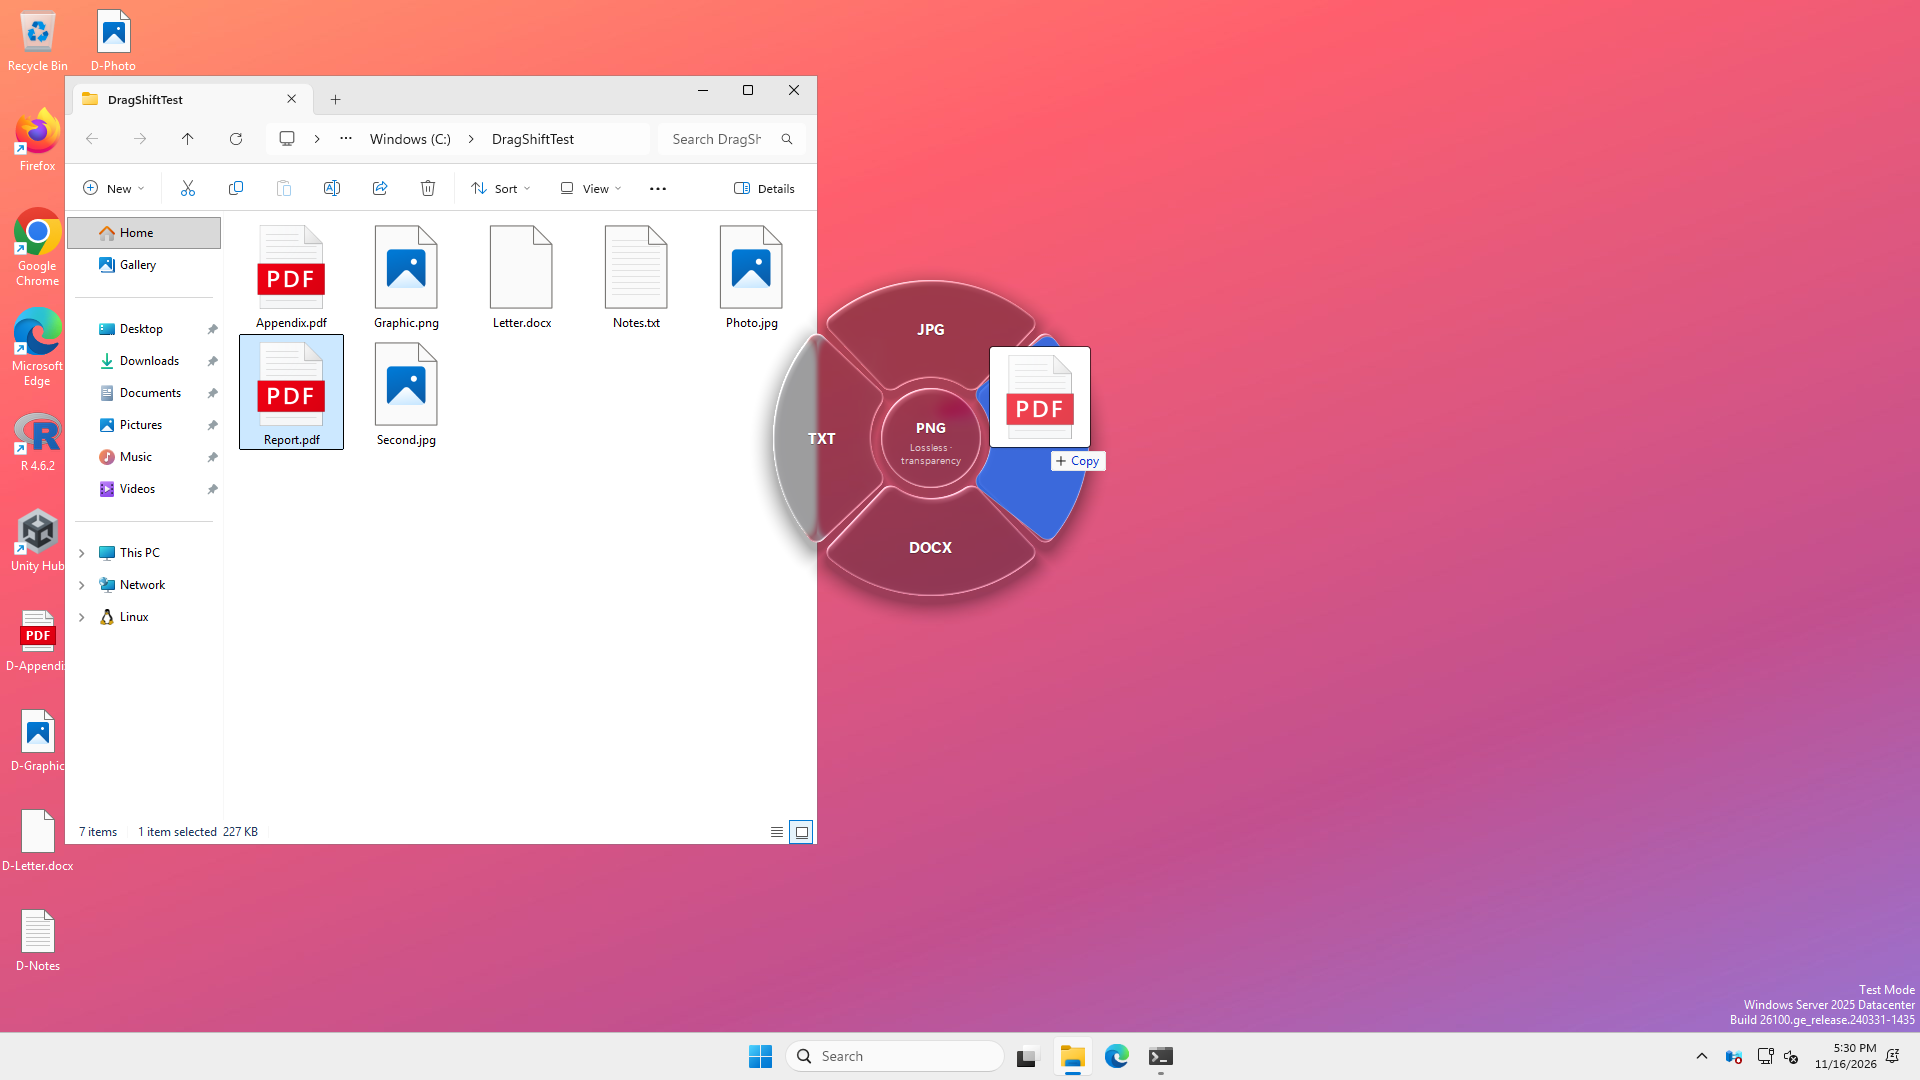 Recycle Bin
D-Photo
Firefox
Google
Chrome
Microsoft
Edge
R 4.6.2
Unity Hub
PDF
D-Appendi
D-Graphic
D-Letter.docx
D-Notes
DragShiftTest
Windows (C:)
DragShiftTest
Search DragSh
New
Sort
View
Details
Home
Gallery
Desktop
Downloads
Documents
Pictures
Music
Videos
This PC
Network
Linux
PDF
Appendix.pdf
Graphic.png
Letter.docx
Notes.txt
Photo.jpg
PDF
Report.pdf
Second.jpg
7 items
1 item selected 227 KB
JPG
TXT
PNG
Lossless ·
transparency
DOCX
PDF
+ Copy
Test Mode
Windows Server 2025 Datacenter
Build 26100.ge_release.240331-1435
Search
5:30 PM
11/16/2026